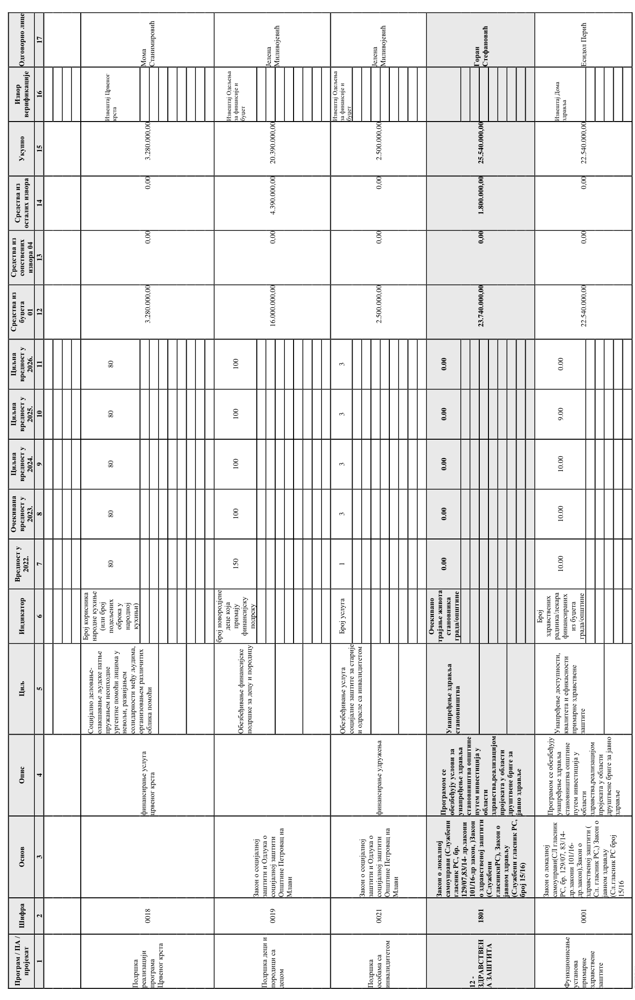 Програм / ПА /
пројекат
Шифра
Основ
Опис
Циљ
Индикатор
Вредност у
2022.
Очекивана
вредност у
2023.
Циљна
вредност у
2024.
Циљна
вредност у
2025.
Циљна
вредност у
2026.
Средства из
буџета
01
Средства из
сопствених
извора 04
Средства из
осталих извора
Укупно
Извор
верификације
Одговорно лице
1
2
3
4
5
6
7
8
9
10
11
12
13
14
15
16
17
Подршка
реализацији
програма
Црвеног крста
0018
финансирање услуга
црвеног крста
Социјално деловање-
олакшавање људске патње
пружањем неопходне
ургентне помоћи лицима у
невољи, развијањем
солидарности међу људима,
организовањем различитих
облика помоћи
Број корисника
народне кухиње
(или број
подељених
оброка у
народној
кухињи)
80
80
80
80
80
3.280.000,00
0,00
0,00
3.280.000,00
Извештај Црвеног
крста
Мома
Станимировић
Подршка деци и
породици са
децом
0019
Закон о социјалној
заштити и Одлука о
социјалној заштити
Општине Петровац на
Млави
Обезбеђивање финансијске
подршке за децу и породицу
број новородјене
деце која
примају
финансијску
подрску
150
100
100
100
100
16.000.000,00
0,00
4.390.000,00
20.390.000,00
Извештај Одељења
за финансије и
буџет
Јелена
Миливојевић
Подршка
особама са
инвалидитетом
0021
Закон о социјалној
заштити и Одлука о
социјалној заштити
Општине Петровац на
Млави
финансирање удружења
Обезбеђивање услуга
социјалне заштите за старије
и одрасле са инвалидитетом
Број услуга
1
3
3
3
3
2.500.000,00
0,00
0,00
2.500.000,00
Извештај Одељења
за финансије и
буџет
Јелена
Миливојевић
12 -
ЗДРАВСТВЕН
А ЗАШТИТА
1801
Закон о локалној
самоуправи (Службени
гласник РС, бр.
129/07,83/14- др.закони
101/16-др закон, )Закон
о здравственој заштити
(Службени
гласникиРС), Закон о
јавном здрављу
(Службени гласник РС,
број 15/16)
Програмом се
обезбеђују услови за
унапређење здравља
становништва општине
путем инвестиција у
области
здравства,реализацијом
пројеката у области
друштвене бриге за
јавно здравље
Унапређење здравља
становништва
Очекивано
трајање живота
становника
града/општине
0.00
0.00
0.00
0.00
0.00
23.740.000,00
0,00
1.800.000,00
25.540.000,00
Горан
Стефановић
Функционисање
установа
примарне
здравствене
заштите
0001
Закон о локалној
самоуправи(СЛ гласник
РС, бр. 129/07, 83/14-
др.закони 101/16-
др.закон),Закон о
здравственој заштити (
Сл. гласник РС,) Закон о
јавном здрављу
(Сл.гласник РС број
15/16
Програмом се обезбеђују
унапређење здравља
становништва општине
путем инвестиција у
области
здравства,реализацијом
пројеката у области
друштвене бриге за јавно
здравље
Унапређење доступности,
квалитета и ефикасности
примарне здравствене
заштите
Број
здравствених
радника/лекара
финансираних
из буџета
града/општине
10.00
10.00
10.00
9.00
0.00
22.540.000,00
0,00
0,00
22.540.000,00
Извештај Дома
здравља
Есидол Перић